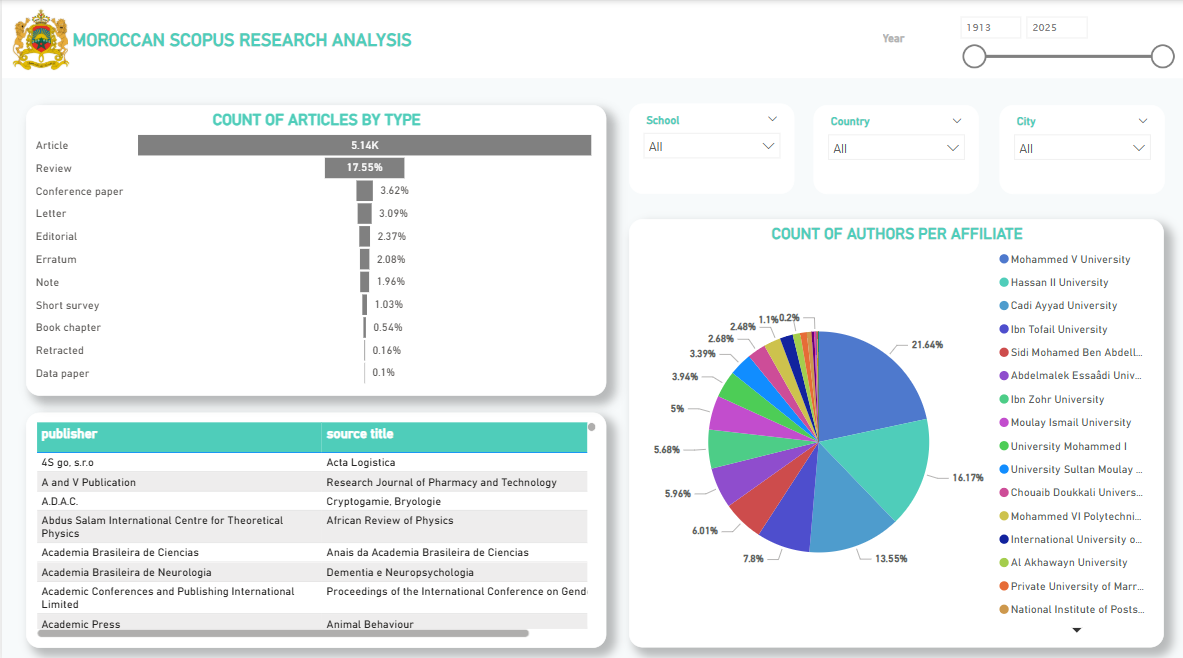 MOROCCAN SCOPUS RESEARCH ANALYSIS
Year
1913 2025
COUNT OF ARTICLES BY TYPE
Article 5.14K
Review 17.55%
Conference paper 3.62%
Letter 3.09%
Editorial 2.37%
Erratum 2.08%
Note 1.96%
Short survey 1.03%
Book chapter 0.54%
Retracted 0.16%
Data paper 0.1%
School
All
Country
All
City
All
publisher source title
4S go, s.r.o Acta Logistica
A and V Publication Research Journal of Pharmacy and Technology
A.D.A.C. Cryptogamie, Bryologie
Abdus Salam International Centre for Theoretical African Review of Physics
Physics
Academia Brasileira de Ciencias Anais da Academia Brasileira de Ciencias
Academia Brasileira de Neurologia Dementia e Neuropsychologia
Academic Conferences and Publishing International Proceedings of the International Conference on Gend
Limited
Academic Press Animal Behaviour
COUNT OF AUTHORS PER AFFILIATE
21.64%
16.17%
13.55%
7.8%
6.01%
5.96%
5.68%
5%
3.94%
3.39%
2.68%
2.48%
1.1%
0.2%
Mohammed V University
Hassan II University
Cadi Ayyad University
Ibn Tofail University
Sidi Mohamed Ben Abdell...
Abdelmalek Essaâdi Univ...
Ibn Zohr University
Moulay Ismail University
University Mohammed I
University Sultan Moulay ...
Chouaib Doukkali Univers...
Mohammed VI Polytechni...
International University o...
Al Akhawayn University
Private University of Marr...
National Institute of Posts...